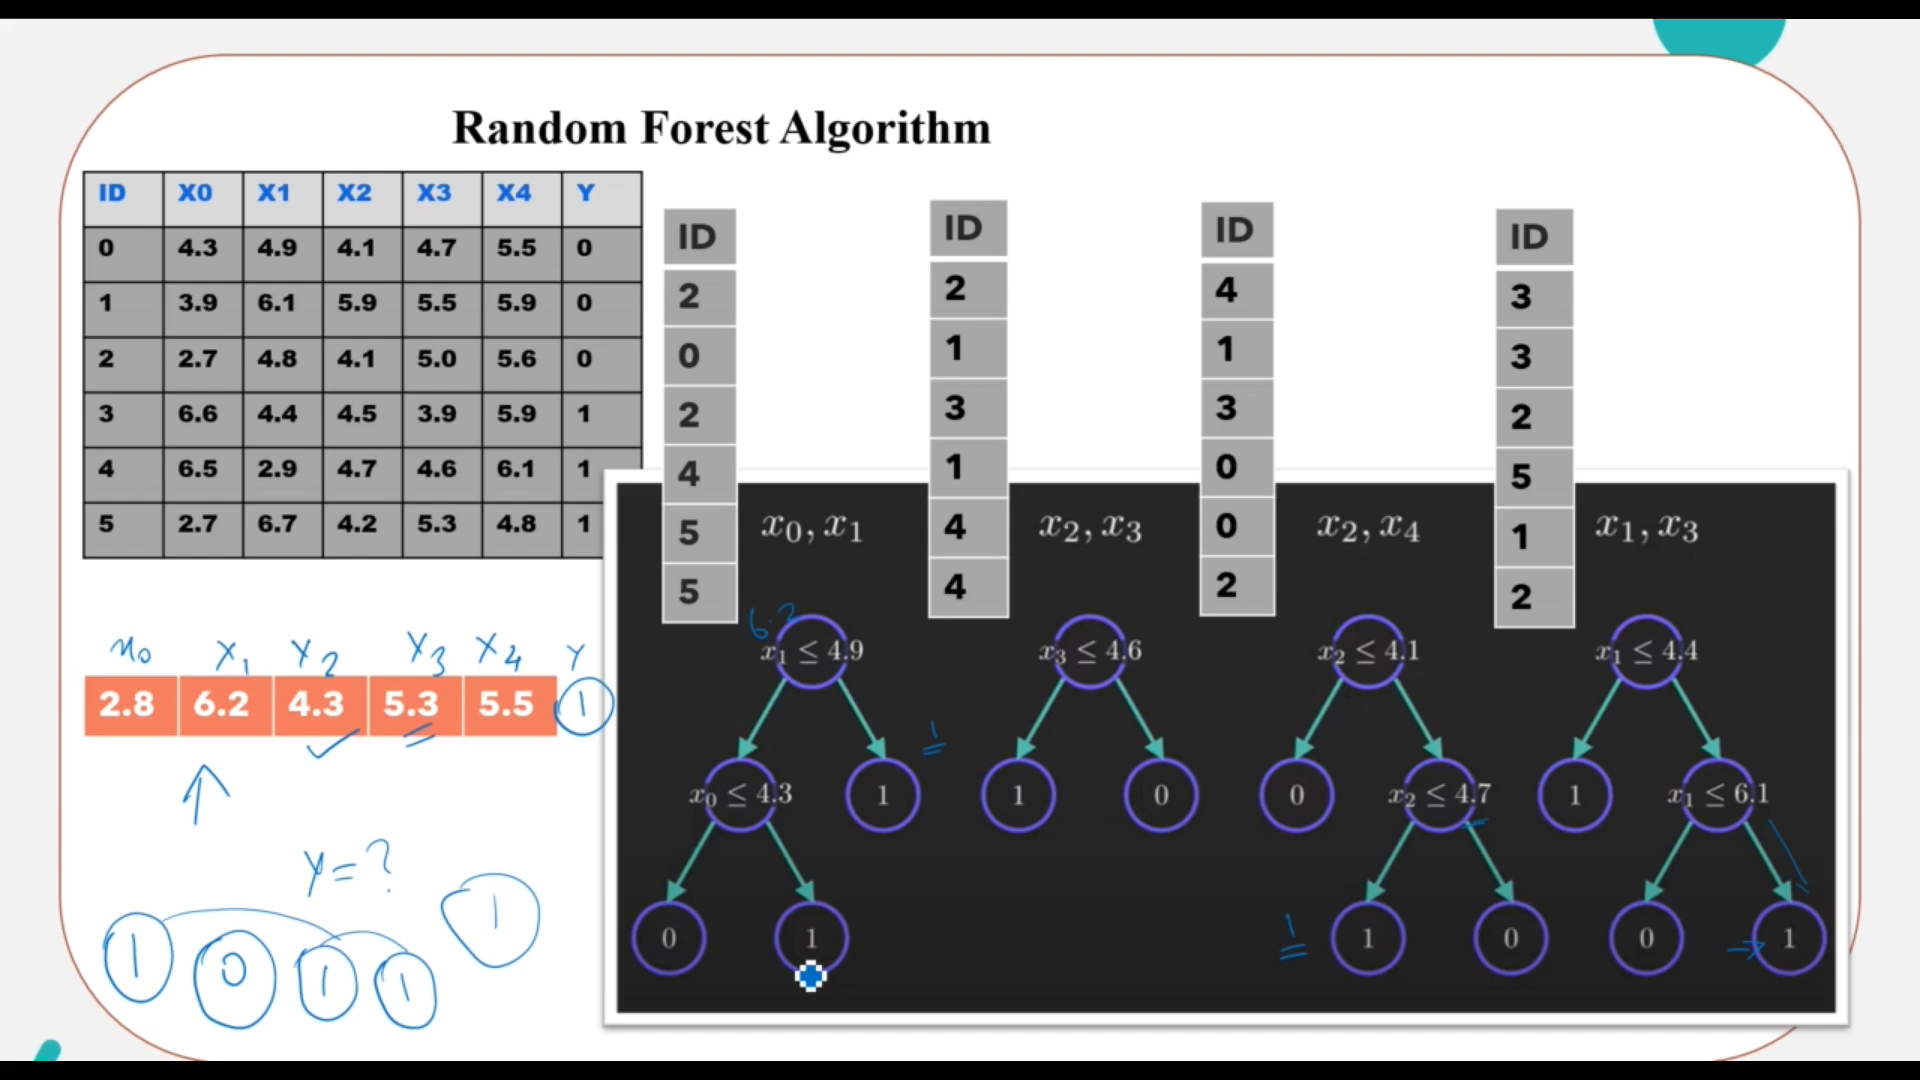 Random Forest Algorithm
ID X0 X1 X2 X3 X4 Y
0 4.3 4.9 4.1 4.7 5.5 0
1 3.9 6.1 5.9 5.5 5.9 0
2 2.7 4.8 4.1 5.0 5.6 0
3 6.6 4.4 4.5 3.9 5.9 1
4 6.5 2.9 4.7 4.6 6.1 1
5 2.7 6.7 4.2 5.3 4.8 1
ID
2
0
2
4
5
5
ID
2
1
3
1
4
4
ID
4
1
3
0
0
2
ID
3
3
2
5
1
2
x₀, x₁
x₂, x₃
x₂, x₄
x₁, x₃
6.2
x₁ ≤ 4.9
x₃ ≤ 4.6
x₂ ≤ 4.1
x₁ ≤ 4.4
x₀ ≤ 4.3
1
1
1
0
0
x₂ ≤ 4.7
1
x₁ ≤ 6.1
0
1
1
1
0
0
1
x₀ x₁ x₂ x₃ x₄ Y
2.8 6.2 4.3 5.3 5.5 1
Y = ?
1 0 1 1
1